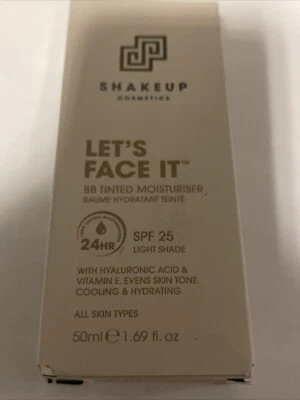 SHAKEUP
COSMETICS
LET'S
FACE IT™
BB TINTED MOISTURISER
BAUME HYDRATANT TEINTÉ
24HR
SPF 25
LIGHT SHADE
WITH HYALURONIC ACID &
VITAMIN E. EVENS SKIN TONE.
COOLING & HYDRATING.
ALL SKIN TYPES
50ml ℮ 1.69 fl. oz